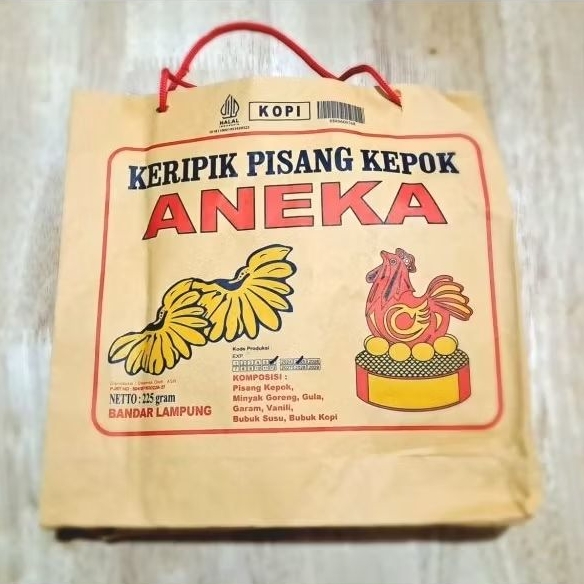 HALAL
INDONESIA
KOPI
KERIPIK PISANG KEPOK
ANEKA
Kode Produksi
EXP
KOMPOSISI :
Pisang Kepok,
Minyak Goreng, Gula,
Garam, Vanili,
Bubuk Susu, Bubuk Kopi
NETTO : 225 gram
BANDAR LAMPUNG